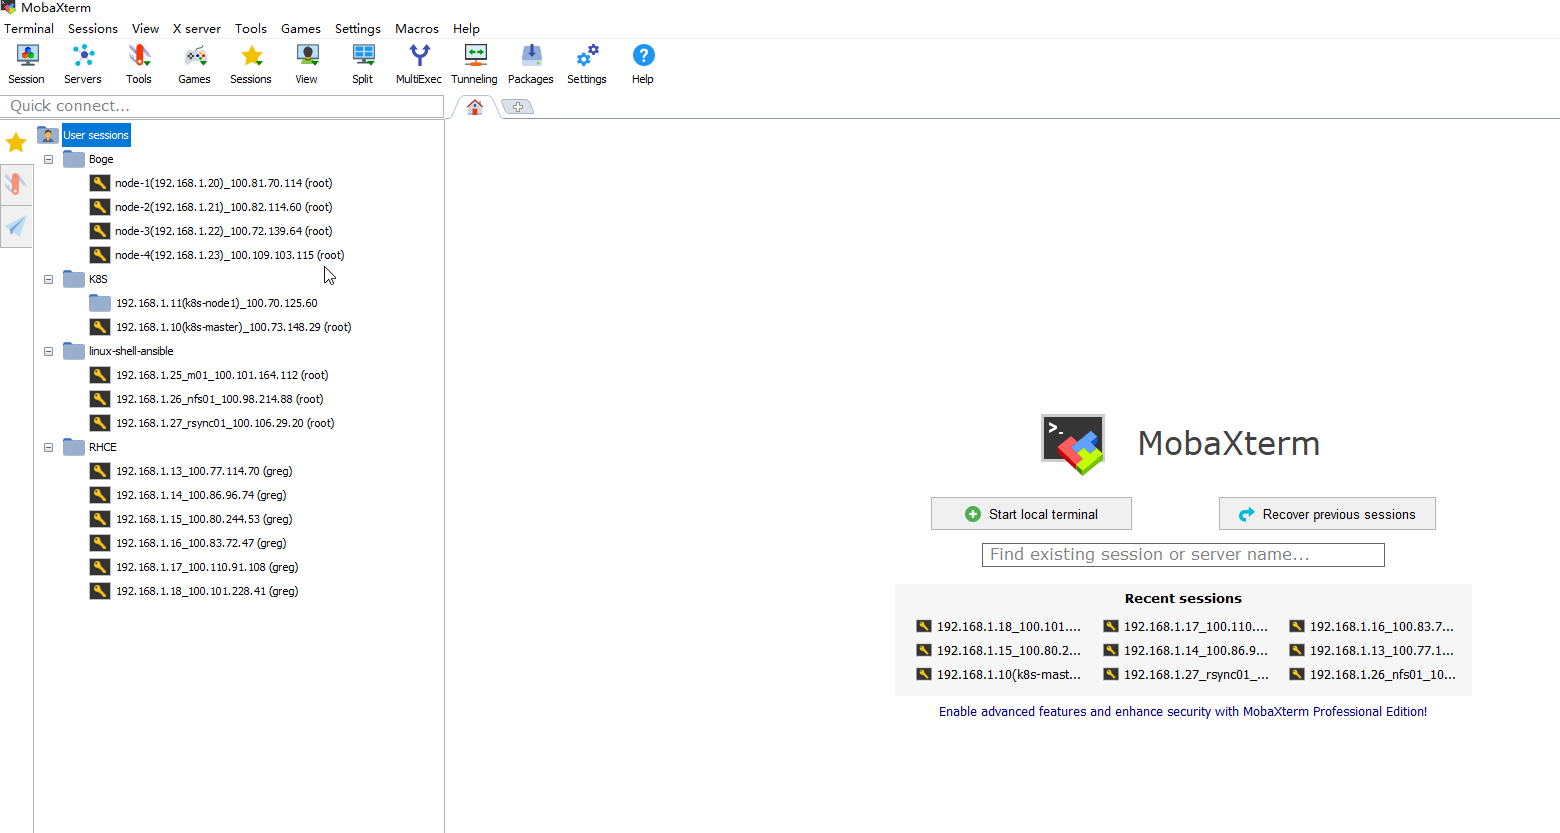 MobaXterm
Terminal Sessions View X server Tools Games Settings Macros Help
Session Servers Tools Games Sessions View Split MultiExec Tunneling Packages Settings Help
Quick connect...
User sessions
Boge
node-1(192.168.1.20)_100.81.70.114 (root)
node-2(192.168.1.21)_100.82.114.60 (root)
node-3(192.168.1.22)_100.72.139.64 (root)
node-4(192.168.1.23)_100.109.103.115 (root)
K8S
192.168.1.11(k8s-node1)_100.70.125.60
192.168.1.10(k8s-master)_100.73.148.29 (root)
linux-shell-ansible
192.168.1.25_m01_100.101.164.112 (root)
192.168.1.26_nfs01_100.98.214.88 (root)
192.168.1.27_rsync01_100.106.29.20 (root)
RHCE
192.168.1.13_100.77.114.70 (greg)
192.168.1.14_100.86.96.74 (greg)
192.168.1.15_100.80.244.53 (greg)
192.168.1.16_100.83.72.47 (greg)
192.168.1.17_100.110.91.108 (greg)
192.168.1.18_100.101.228.41 (greg)
MobaXterm
Start local terminal Recover previous sessions
Find existing session or server name...
Recent sessions
192.168.1.18_100.101.... 192.168.1.17_100.110.... 192.168.1.16_100.83.7...
192.168.1.15_100.80.2... 192.168.1.14_100.86.9... 192.168.1.13_100.77.1...
192.168.1.10(k8s-mast... 192.168.1.27_rsync01_... 192.168.1.26_nfs01_10...
Enable advanced features and enhance security with MobaXterm Professional Edition!